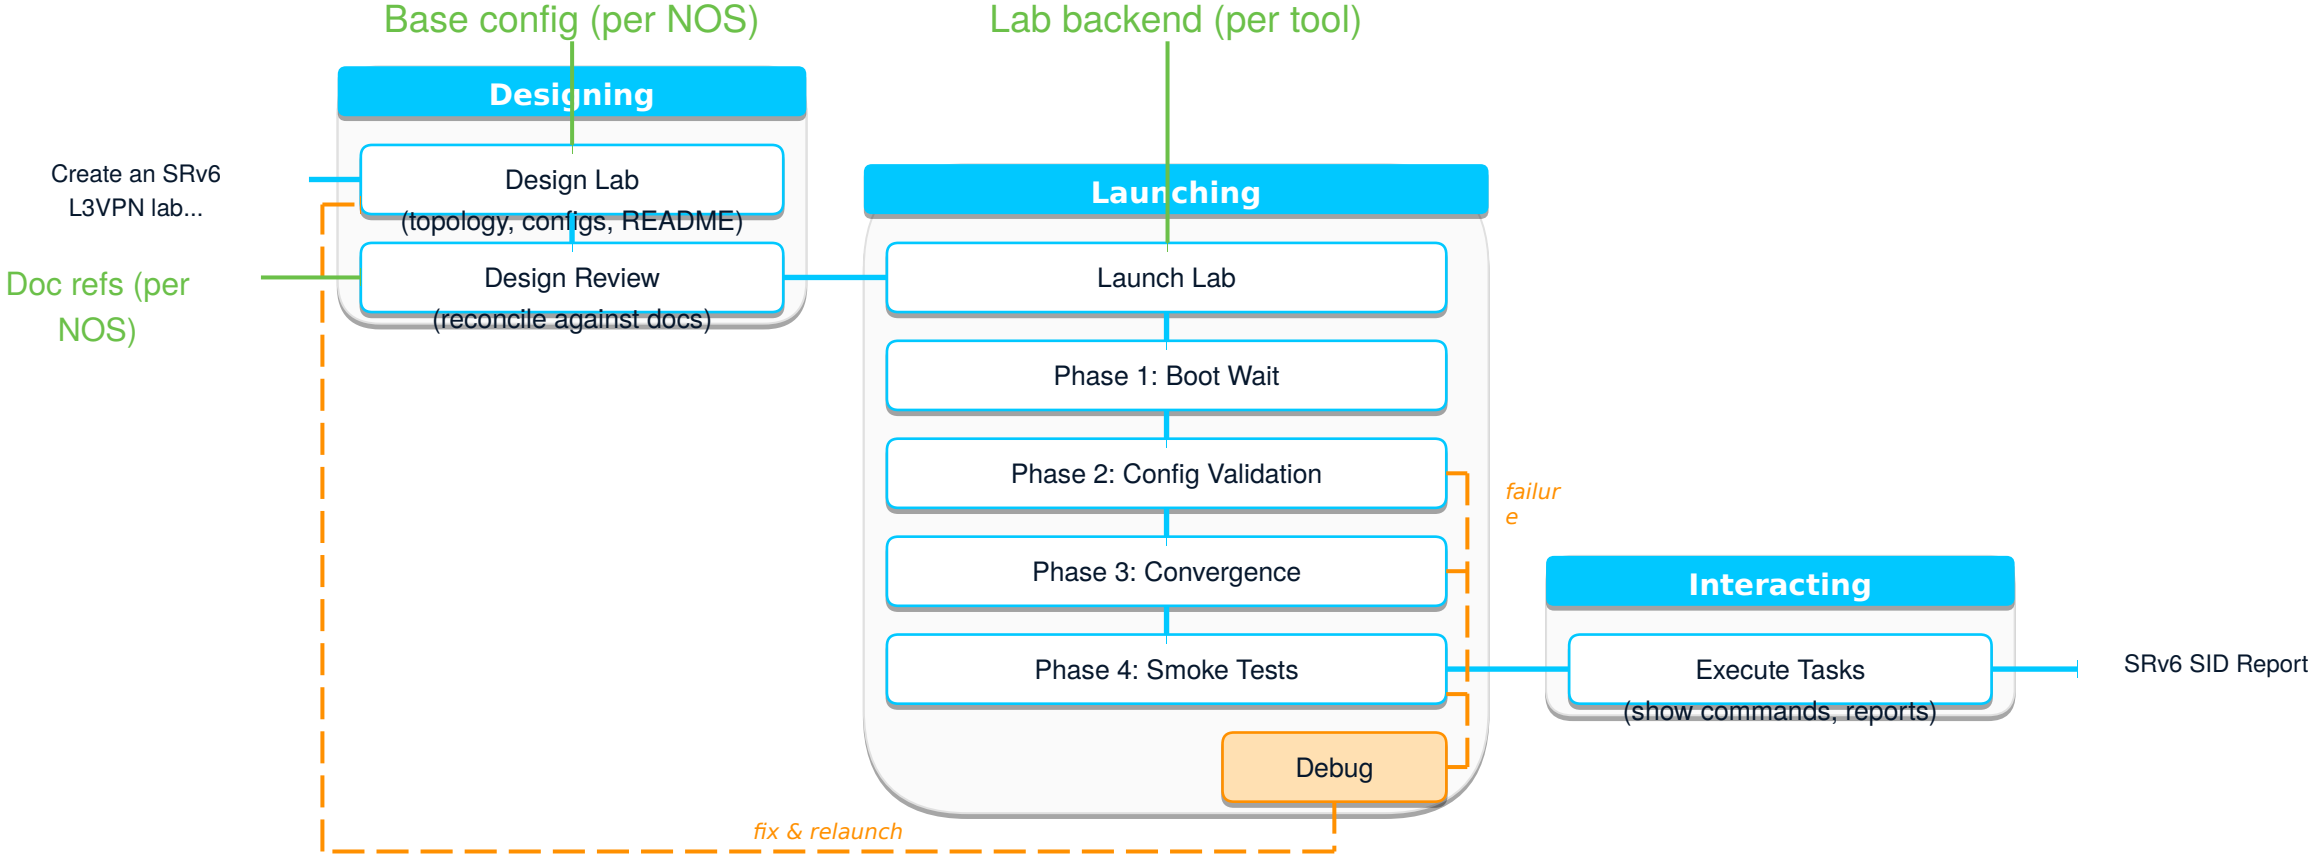 Base config (per NOS)
Lab backend (per tool)
Designing
Create an SRv6
L3VPN lab...
Design Lab
(topology, configs, README)
Launching
Doc refs (per
NOS)
Design Review
(reconcile against docs)
Launch Lab
Phase 1: Boot Wait
Phase 2: Config Validation
failur
e
Phase 3: Convergence
Interacting
Phase 4: Smoke Tests
Execute Tasks
(show commands, reports)
SRv6 SID Report
Debug
fix & relaunch